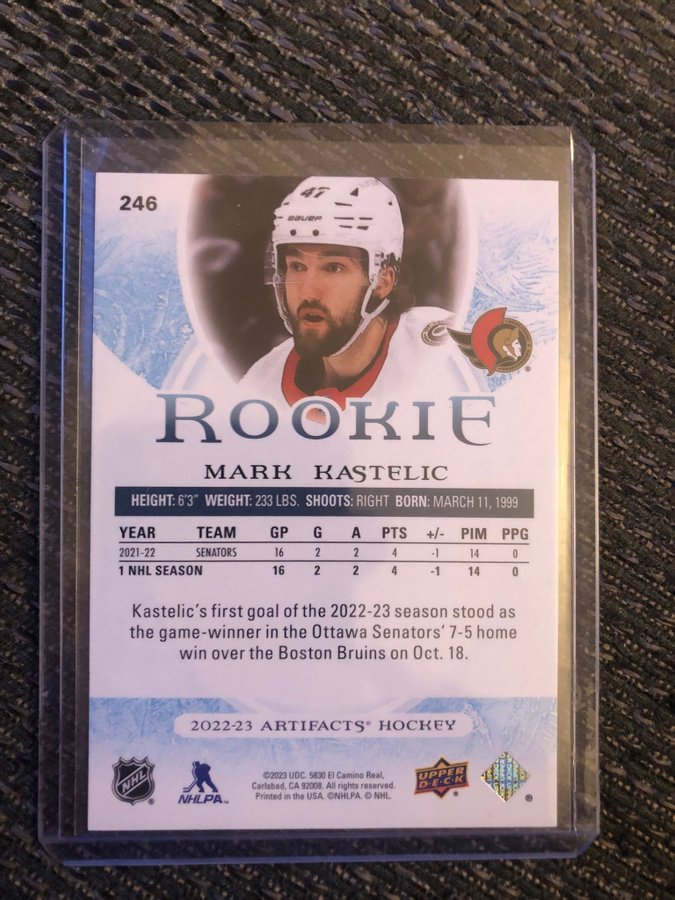 246
47
BAUER
ROOKIE
MARK KASTELIC
HEIGHT: 6'3" WEIGHT: 233 LBS. SHOOTS: RIGHT BORN: MARCH 11, 1999
YEAR TEAM GP G A PTS +/- PIM PPG
2021-22 SENATORS 16 2 2 4 -1 14 0
1 NHL SEASON 16 2 2 4 -1 14 0
Kastelic's first goal of the 2022-23 season stood as
the game-winner in the Ottawa Senators' 7-5 home
win over the Boston Bruins on Oct. 18.
2022-23 ARTIFACTS® HOCKEY
NHL ®
NHLPA™
©2023 UDC. 5830 El Camino Real,
Carlsbad, CA 92008. All rights reserved.
Printed in the USA. ©NHLPA. © NHL.
UPPER
DECK ®
®